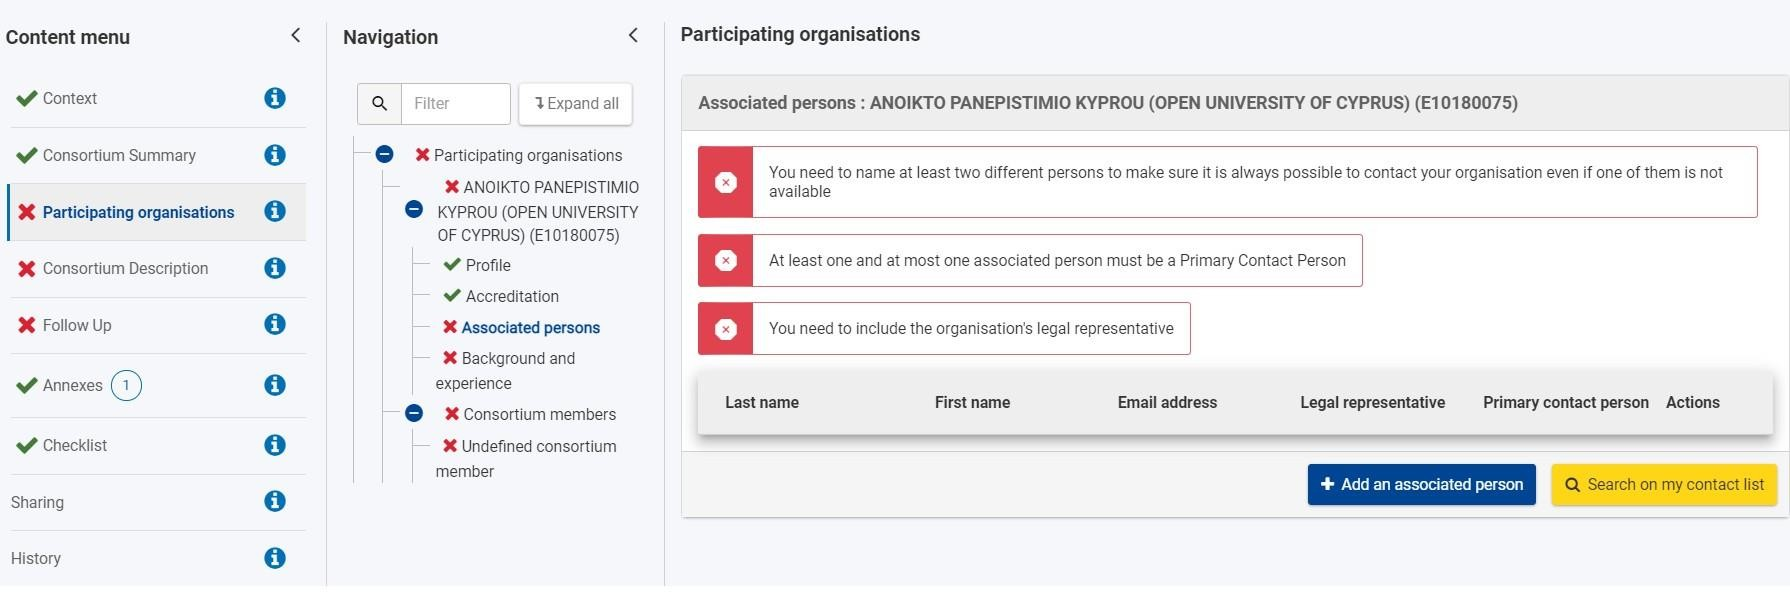 Content menu
Context
Consortium Summary
Participating organisations
Consortium Description
Follow Up
Annexes 1
Checklist
Sharing
History
Navigation
Filter
Expand all
Participating organisations
ANOIKTO PANEPISTIMIO
KYPROU (OPEN UNIVERSITY
OF CYPRUS) (E10180075)
Profile
Accreditation
Associated persons
Background and
experience
Consortium members
Undefined consortium
member
Participating organisations
Associated persons : ANOIKTO PANEPISTIMIO KYPROU (OPEN UNIVERSITY OF CYPRUS) (E10180075)
You need to name at least two different persons to make sure it is always possible to contact your organisation even if one of them is not
available
At least one and at most one associated person must be a Primary Contact Person
You need to include the organisation's legal representative
Last name First name Email address Legal representative Primary contact person Actions
Add an associated person Search on my contact list